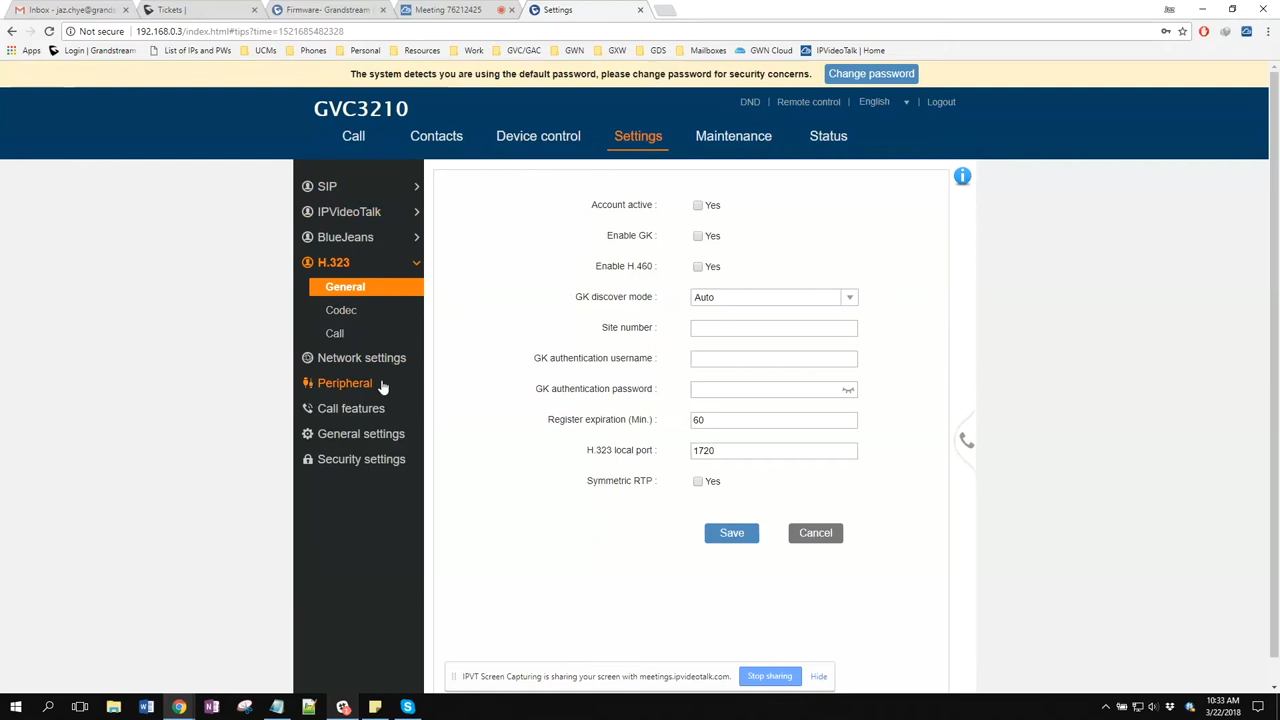 Inbox - jaz.chye@grands
Tickets |
Firmware- Grandstream
Meeting 76212425
Settings
Not secure | 192.168.0.3/index.html#tips?time=1521685482328
Apps Login | Grandstream List of IPs and PWs UCMs Phones Personal Resources Work GVC/GAC GWN GXW GDS Mailboxes GWN Cloud IPVideoTalk | Home
The system detects you are using the default password, please change password for security concerns. Change password
GVC3210
DND | Remote control | English | Logout
Call Contacts Device control Settings Maintenance Status
SIP
IPVideoTalk
BlueJeans
H.323
General
Codec
Call
Network settings
Peripheral
Call features
General settings
Security settings
Account active : Yes
Enable GK : Yes
Enable H.460 : Yes
GK discover mode : Auto
Site number :
GK authentication username :
GK authentication password :
Register expiration (Min.) : 60
H.323 local port : 1720
Symmetric RTP : Yes
Save Cancel
IPVT Screen Capturing is sharing your screen with meetings.ipvideotalk.com. Stop sharing Hide
10:33 AM
3/22/2018